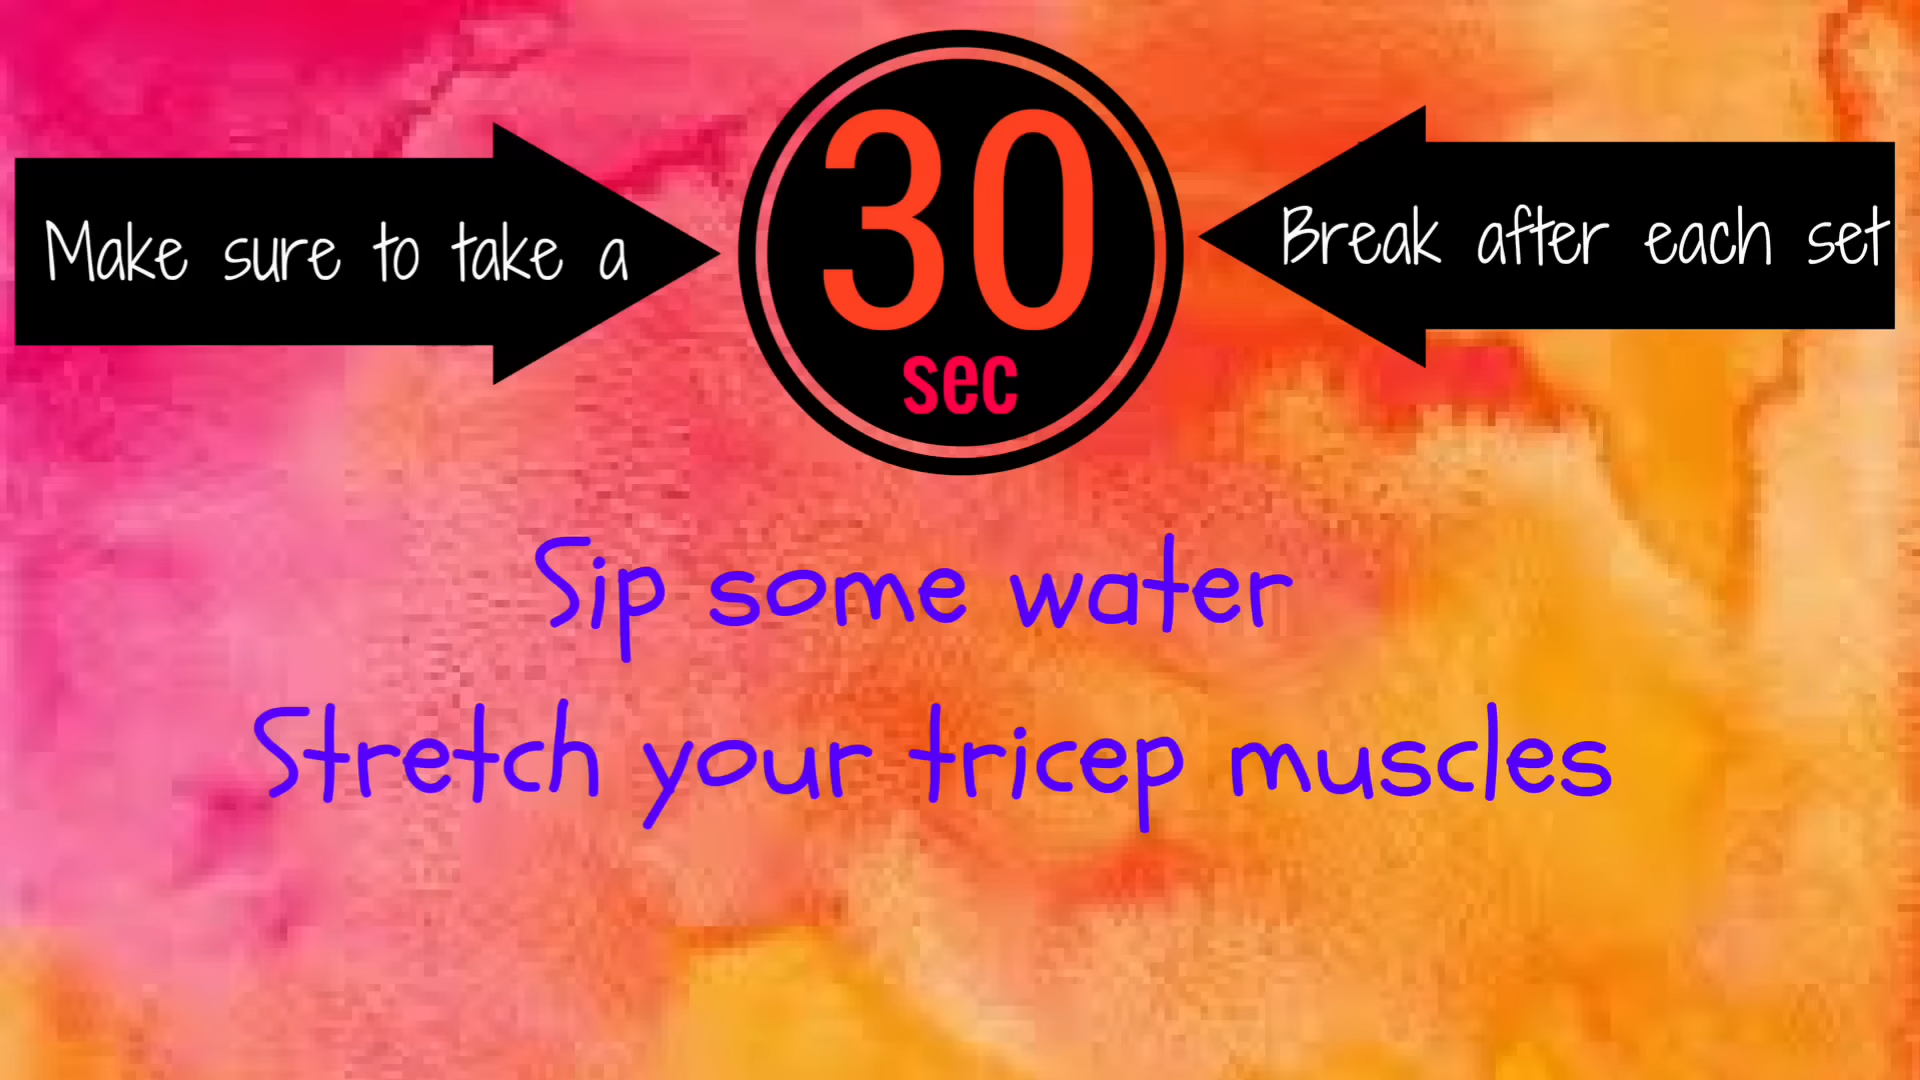 Make sure to take a
30
sec
Break after each set
Sip some water
Stretch your tricep muscles